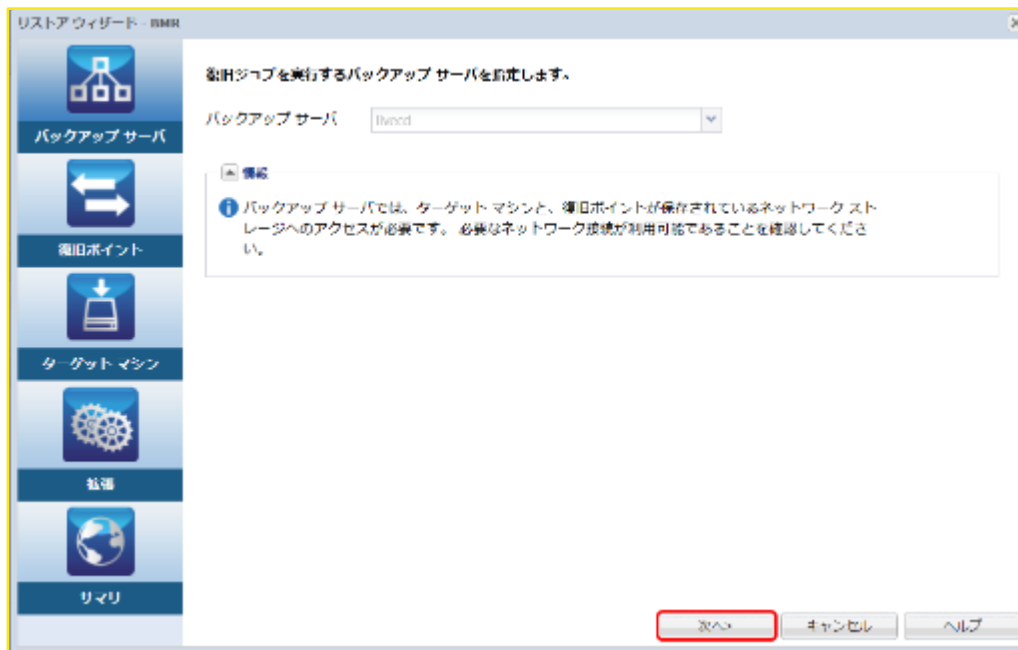 リストア ウィザード - BMR
バックアップ サーバ
復旧ポイント
ターゲット マシン
拡張
サマリ
復旧ジョブを実行するバックアップ サーバを指定します。
バックアップ サーバ
livecd
情報
バックアップ サーバでは、ターゲット マシンと、復旧ポイントが保存されているネットワーク スト
レージへのアクセスが必要です。 必要なネットワーク接続が利用可能であることを確認してくださ
い。
次へ>
キャンセル
ヘルプ